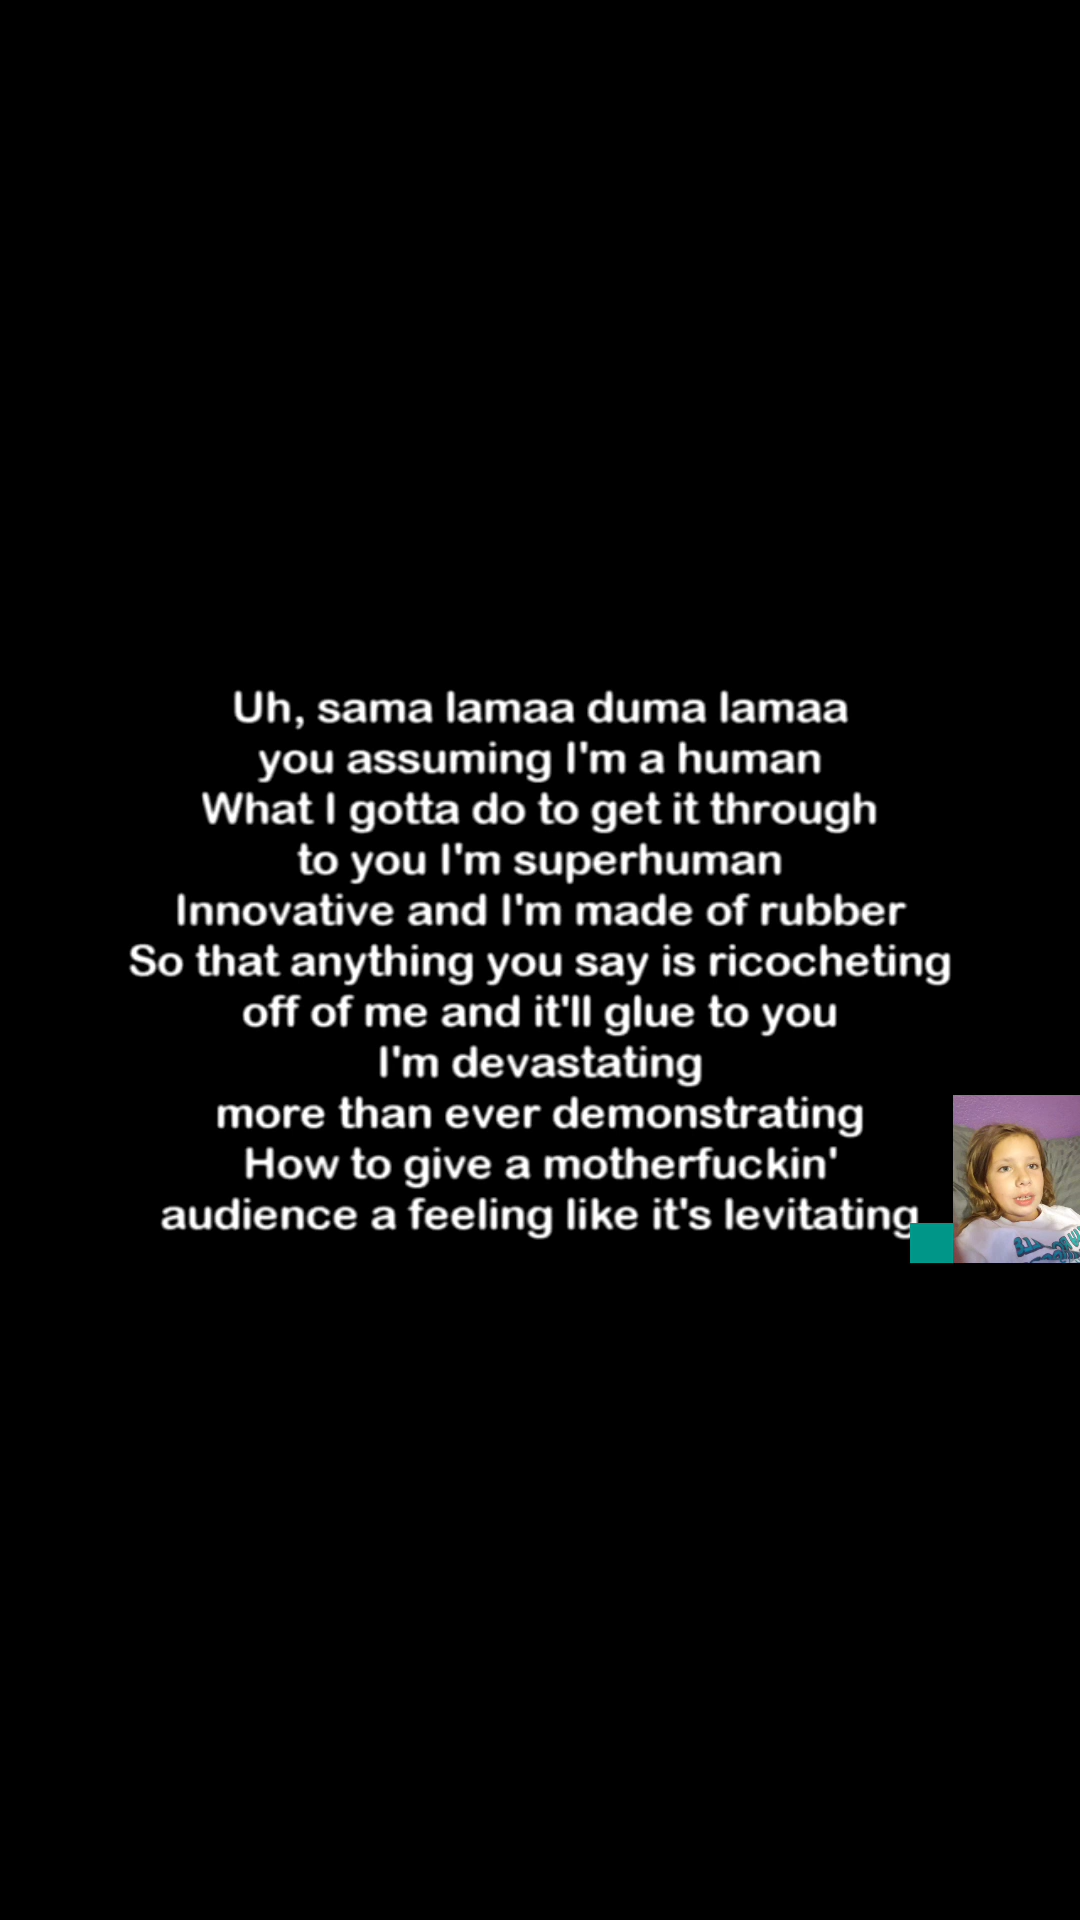 Uh, sama lamaa duma lamaa
you assuming I'm a human
What I gotta do to get it through
to you I'm superhuman
Innovative and I'm made of rubber
So that anything you say is ricocheting
off of me and it'll glue to you
I'm devastating
more than ever demonstrating
How to give a motherfuckin'
audience a feeling like it's levitating